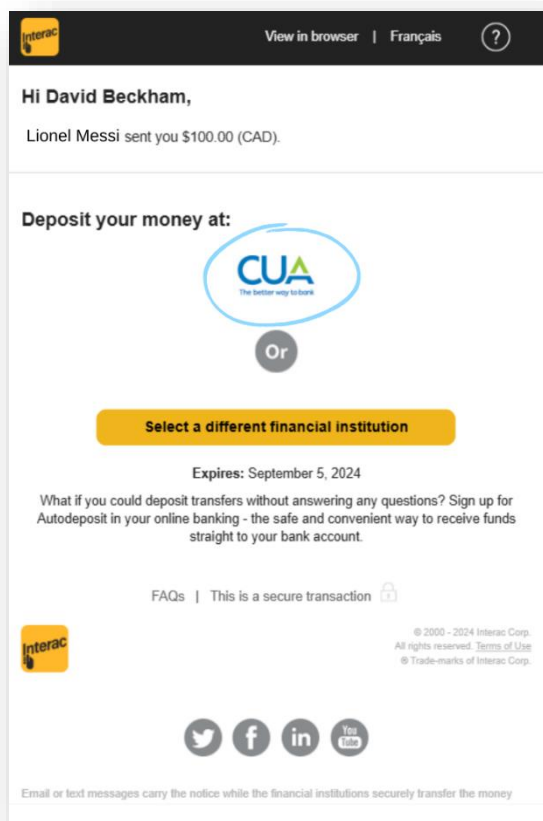 Interac
View in browser | Français ?
Hi David Beckham,
Lionel Messi sent you $100.00 (CAD).
Deposit your money at:
CUA
The better way to bank
Or
Select a different financial institution
Expires: September 5, 2024
What if you could deposit transfers without answering any questions? Sign up for
Autodeposit in your online banking - the safe and convenient way to receive funds
straight to your bank account.
FAQs | This is a secure transaction
Interac
© 2000 - 2024 Interac Corp.
All rights reserved. Terms of Use
® Trade-marks of Interac Corp.
You
Tube
Email or text messages carry the notice while the financial institutions securely transfer the money